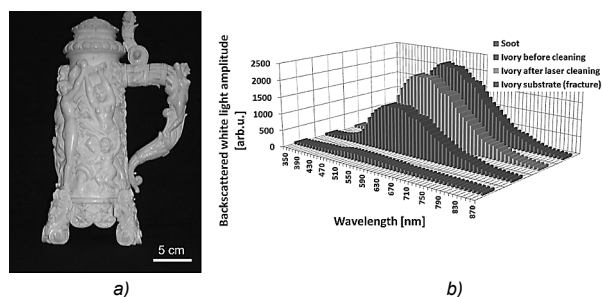 5 cm
a)
Backscattered white light amplitude
[arb.u.]
2500
2000
1500
1000
500
0
350
390
430
470
510
550
590
630
670
710
750
790
830
870
Wavelength [nm]
Soot
Ivory before cleaning
Ivory after laser cleaning
Ivory substrate (fracture)
b)